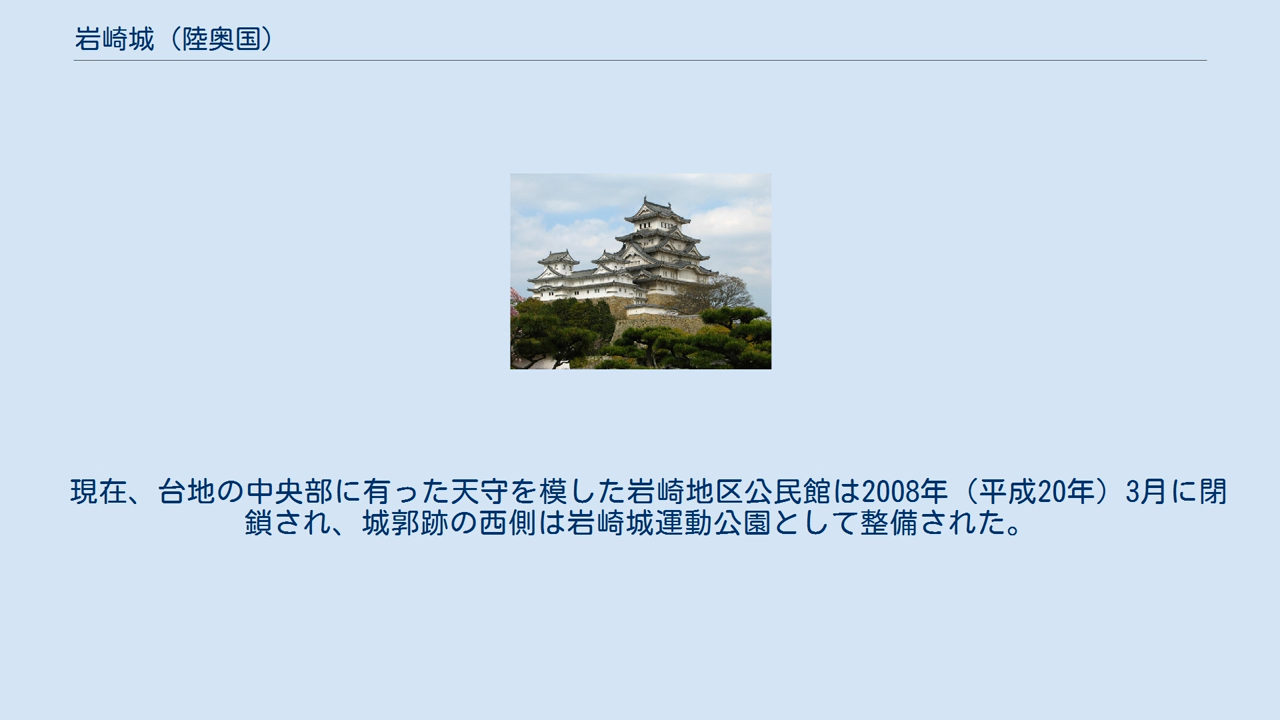 岩崎城（陸奥国）
現在、台地の中央部に有った天守を模した岩崎地区公民館は2008年（平成20年）3月に閉
鎖され、城郭跡の西側は岩崎城運動公園として整備された。